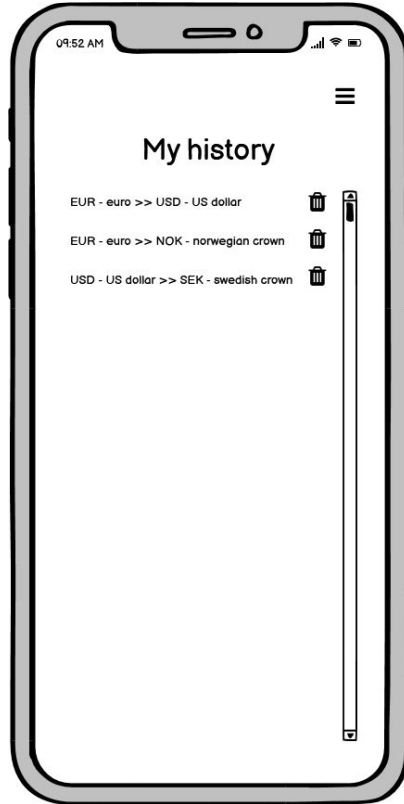 09:52 AM
My history
EUR - euro >> USD - US dollar
EUR - euro >> NOK - norwegian crown
USD - US dollar >> SEK - swedish crown